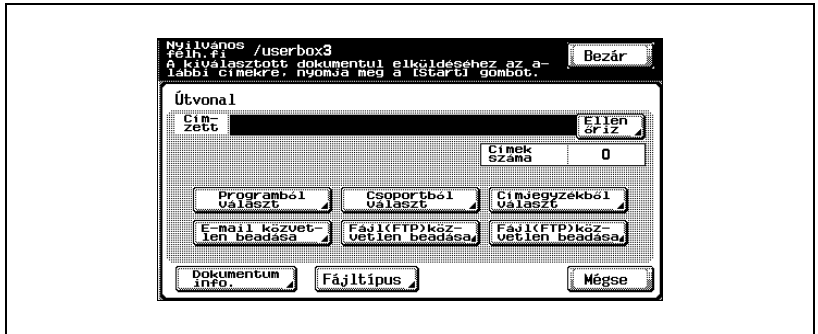 Nyilvános
félh.fi /userbox3
A kiválasztott dokumentul elküldéséhez az a-
lábbi címekre, nyomja meg a [Start] gombot.
Bezár
Útvonal
Cím-
zett
Ellen
őriz
Címek
száma
0
Programból
választ
Csoportból
választ
Címjegyzékből
választ
E-mail közvet-
len beadása
Fájl(FTP)köz-
vetlen beadása
Fájl(FTP)köz-
vetlen beadása
Dokumentum
info.
Fájltípus
Mégse